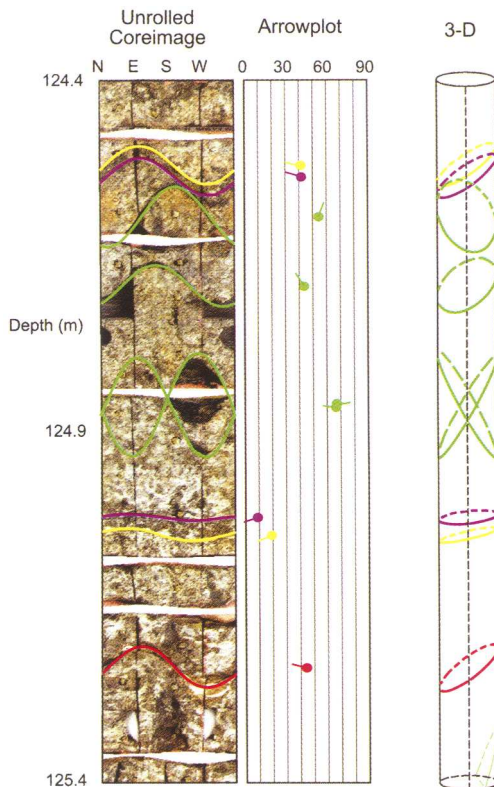 Unrolled
Coreimage
Arrowplot
3-D
N E S W
0 30 60 90
124.4
Depth (m)
124.9
125.4